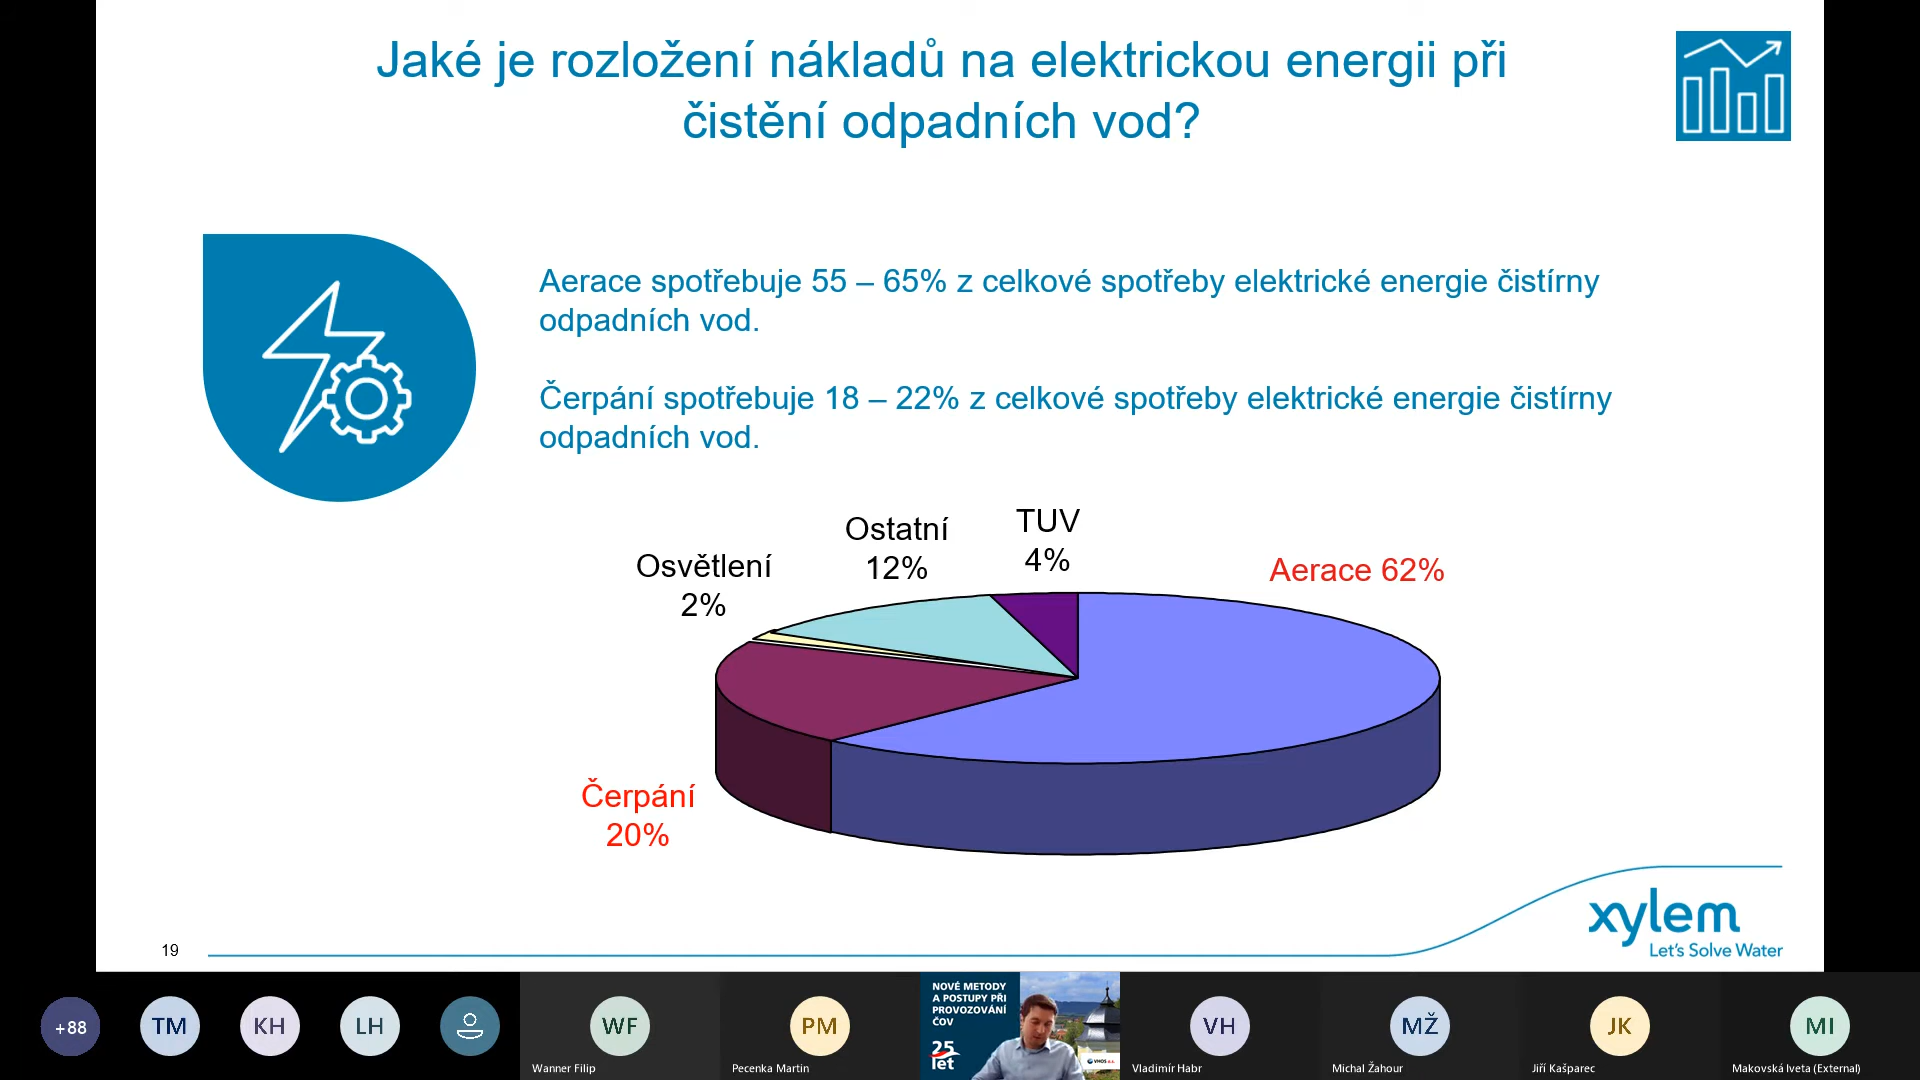 Jaké je rozložení nákladů na elektrickou energii při
čistění odpadních vod?
Aerace spotřebuje 55 – 65% z celkové spotřeby elektrické energie čistírny
odpadních vod.
Čerpání spotřebuje 18 – 22% z celkové spotřeby elektrické energie čistírny
odpadních vod.
Osvětlení
2%
Ostatní
12%
TUV
4%
Aerace 62%
Čerpání
20%
19
xylem
Let's Solve Water
+88
TM
KH
LH
WF
Wanner Filip
PM
Pecenka Martin
NOVÉ METODY
A POSTUPY PŘI
PROVOZOVÁNÍ
ČOV
25
let
VHOS a.s.
VH
Vladimír Habr
MŽ
Michal Žahour
JK
Jiří Kašparec
MI
Makovská Iveta (External)